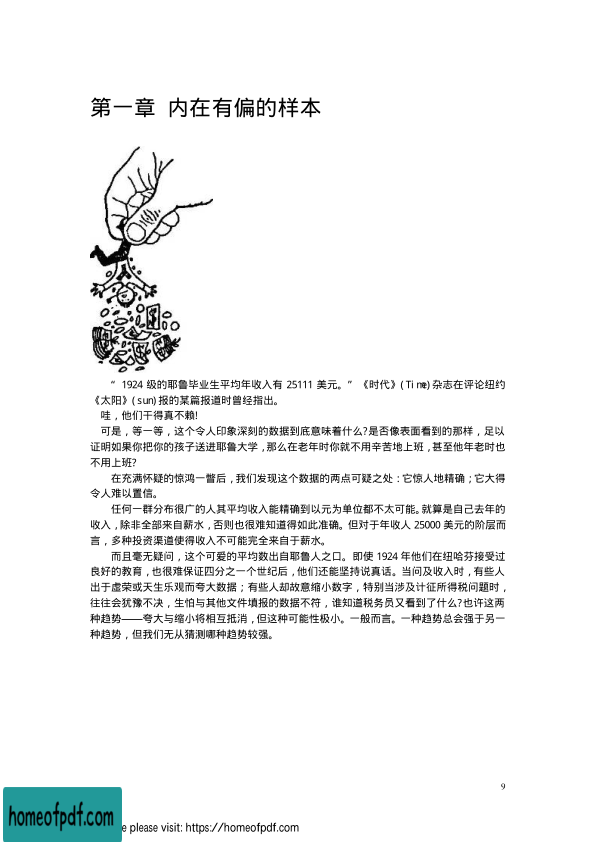 第一章 内在有偏的样本
“1924 级的耶鲁毕业生平均年收入有 25111 美元。”《时代》(Time)杂志在评论纽约
《太阳》(sun)报的某篇报道时曾经指出。
哇，他们干得真不赖!
可是，等一等，这个令人印象深刻的数据到底意味着什么?是否像表面看到的那样，足以
证明如果你把你的孩子送进耶鲁大学，那么在老年时你就不用辛苦地上班，甚至他年老时也
不用上班?
在充满怀疑的惊鸿一瞥后，我们发现这个数据的两点可疑之处：它惊人地精确；它大得
令人难以置信。
任何一群分布很广的人其平均收入能精确到以元为单位都不太可能。就算是自己去年的
收入，除非全部来自薪水，否则也很难知道得如此准确。但对于年收人 25000 美元的阶层而
言，多种投资渠道使得收入不可能完全来自于薪水。
而且毫无疑问，这个可爱的平均数出自耶鲁人之口。即使 1924 年他们在纽哈芬接受过
良好的教育，也很难保证四分之一个世纪后，他们还能坚持说真话。当问及收入时，有些人
出于虚荣或天生乐观而夸大数据；有些人却故意缩小数字，特别当涉及计征所得税问题时，
往往会犹豫不决，生怕与其他文件填报的数据不符，谁知道税务员又看到了什么?也许这两
种趋势——夸大与缩小将相互抵消，但这种可能性极小。一般而言。一种趋势总会强于另一
种趋势，但我们无从猜测哪种趋势较强。
9
homeofpdf.com
please visit: https://homeofpdf.com